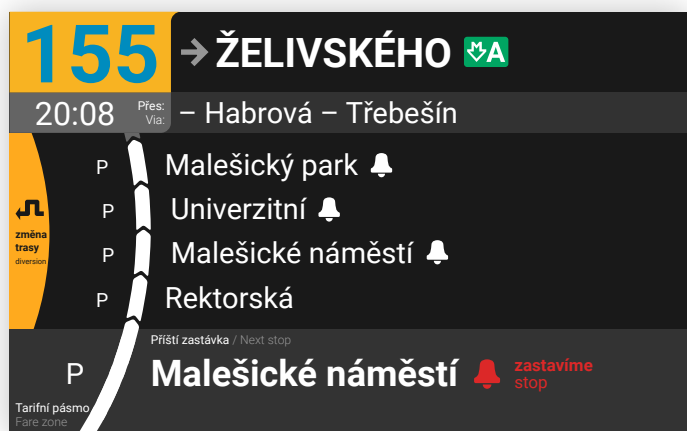 155 ŽELIVSKÉHO A
20:08 Přes: – Habrová – Třebešín
Via:
P Malešický park
P Univerzitní
změna
trasy
diversion
P Malešické náměstí
P Rektorská
Příští zastávka / Next stop
P Malešické náměstí zastavíme
stop
Tarifní pásmo
Fare zone